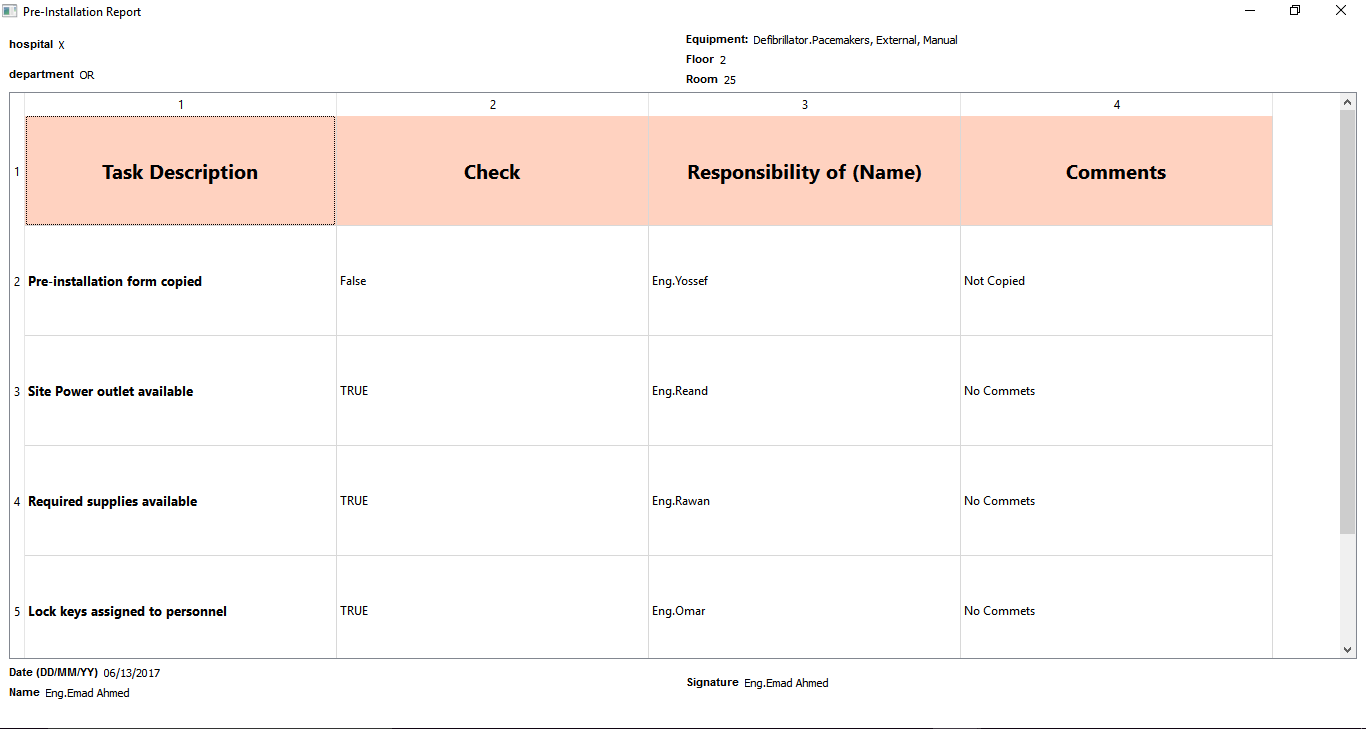 Pre-Installation Report
hospital X
department OR
Equipment: Defibrillator.Pacemakers, External, Manual
Floor 2
Room 25
1 2 3 4
1 Task Description Check Responsibility of (Name) Comments
2 Pre-installation form copied False Eng.Yossef Not Copied
3 Site Power outlet available TRUE Eng.Reand No Commets
4 Required supplies available TRUE Eng.Rawan No Commets
5 Lock keys assigned to personnel TRUE Eng.Omar No Commets
Date (DD/MM/YY) 06/13/2017
Name Eng.Emad Ahmed
Signature Eng.Emad Ahmed